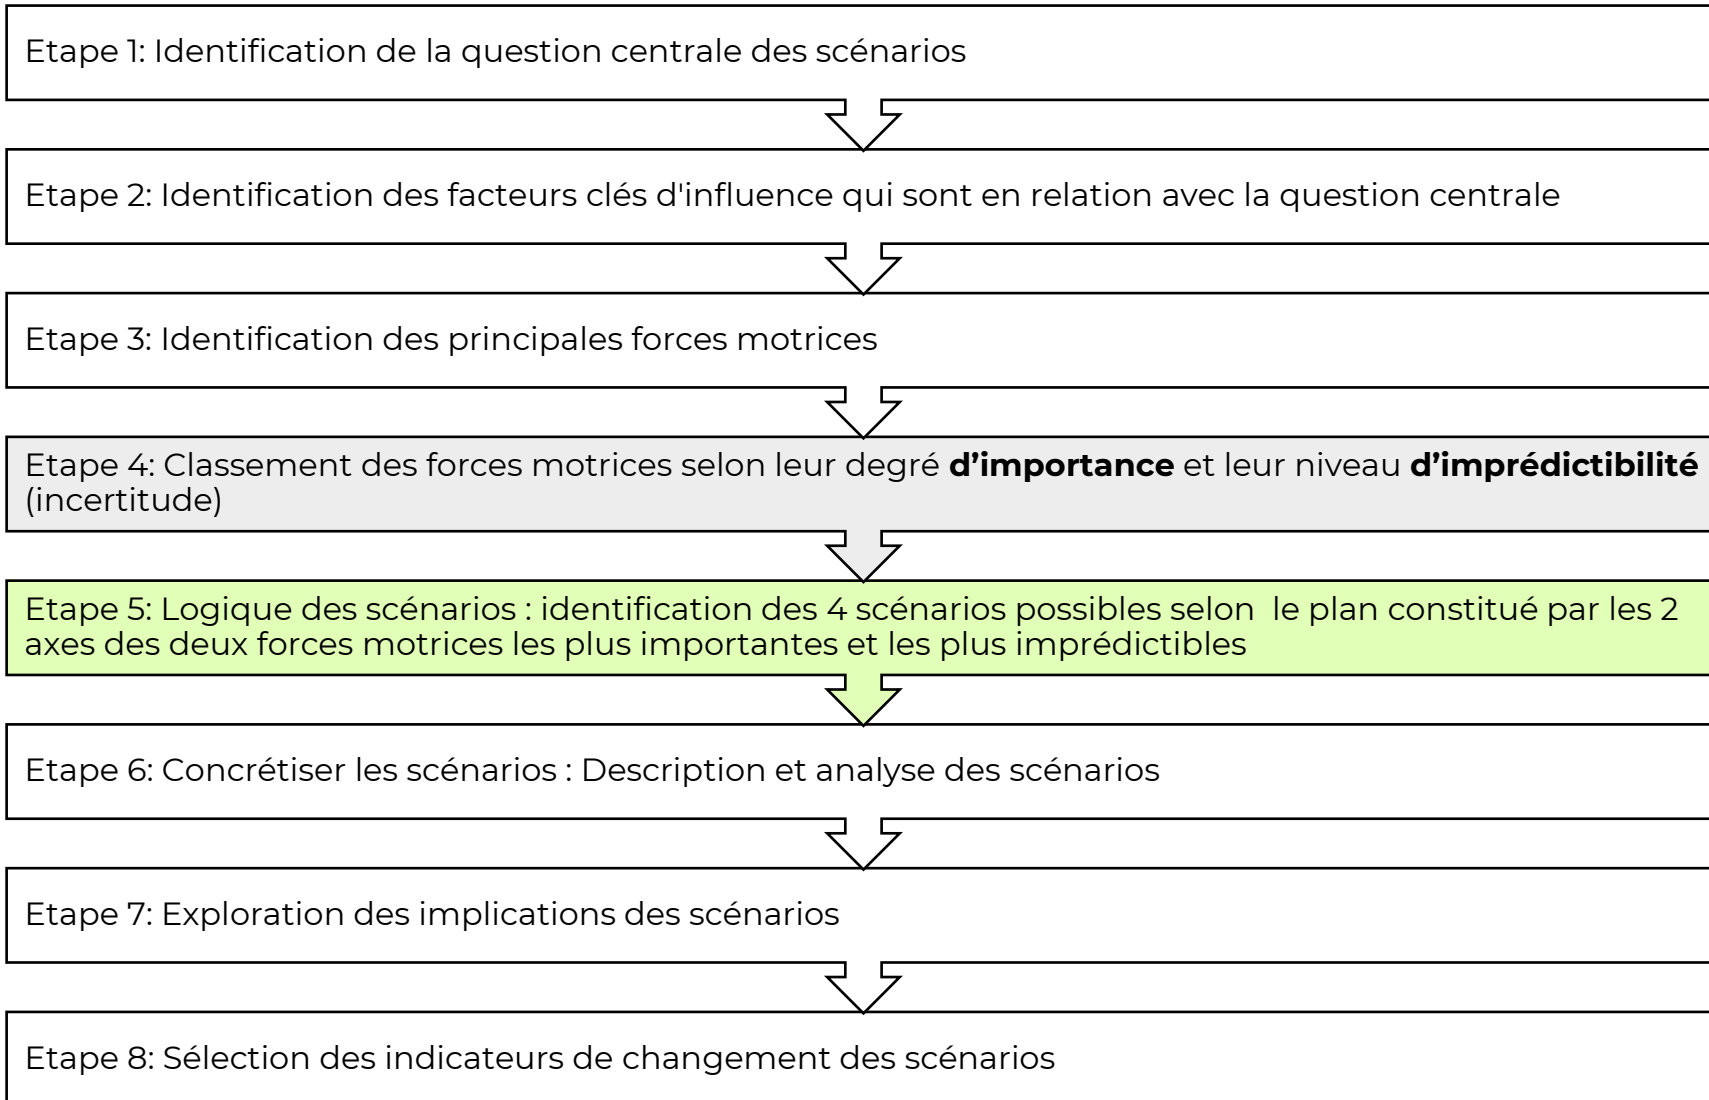 Etape 1: Identification de la question centrale des scénarios
Etape 2: Identification des facteurs clés d'influence qui sont en relation avec la question centrale
Etape 3: Identification des principales forces motrices
Etape 4: Classement des forces motrices selon leur degré d’importance et leur niveau d’imprédictibilité
(incertitude)
Etape 5: Logique des scénarios : identification des 4 scénarios possibles selon  le plan constitué par les 2
axes des deux forces motrices les plus importantes et les plus imprédictibles
Etape 6: Concrétiser les scénarios : Description et analyse des scénarios
Etape 7: Exploration des implications des scénarios
Etape 8: Sélection des indicateurs de changement des scénarios